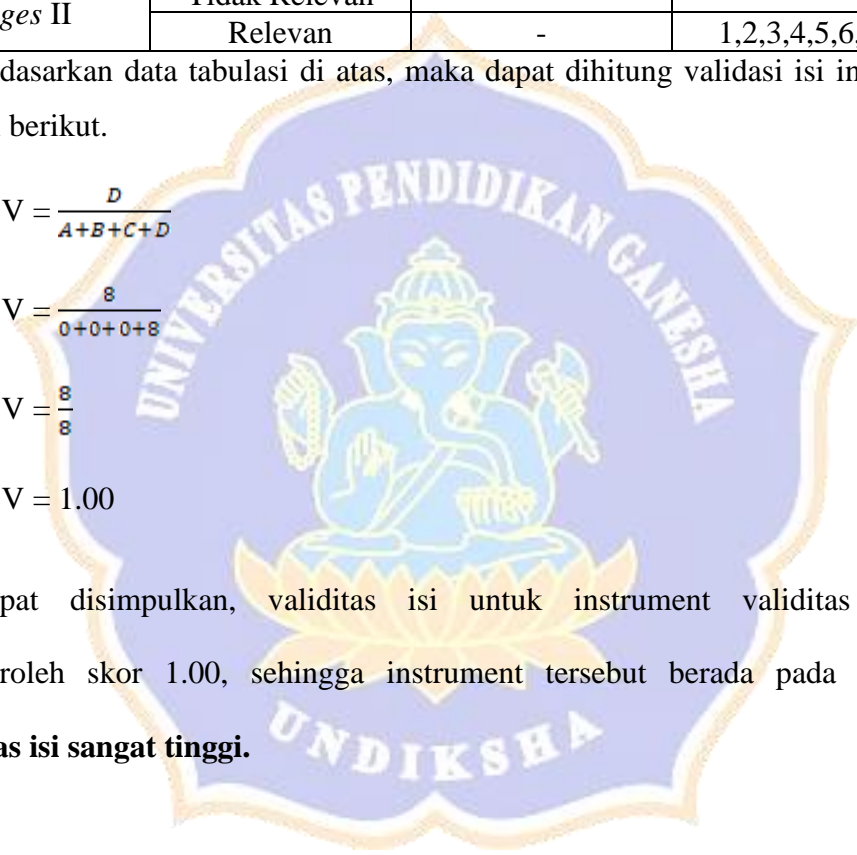 ges II
Tidak Relevan
Relevan - 1,2,3,4,5,6,
dasarkan data tabulasi di atas, maka dapat dihitung validasi isi in
berikut.
V = D / A+B+C+D
V = 8 / 0+0+0+8
V = 8 / 8
V = 1.00
pat disimpulkan, validitas isi untuk instrument validitas
roleh skor 1.00, sehingga instrument tersebut berada pada
as isi sangat tinggi.
UNIVERSITAS PENDIDIKAN GANESHA
UNDIKSHA